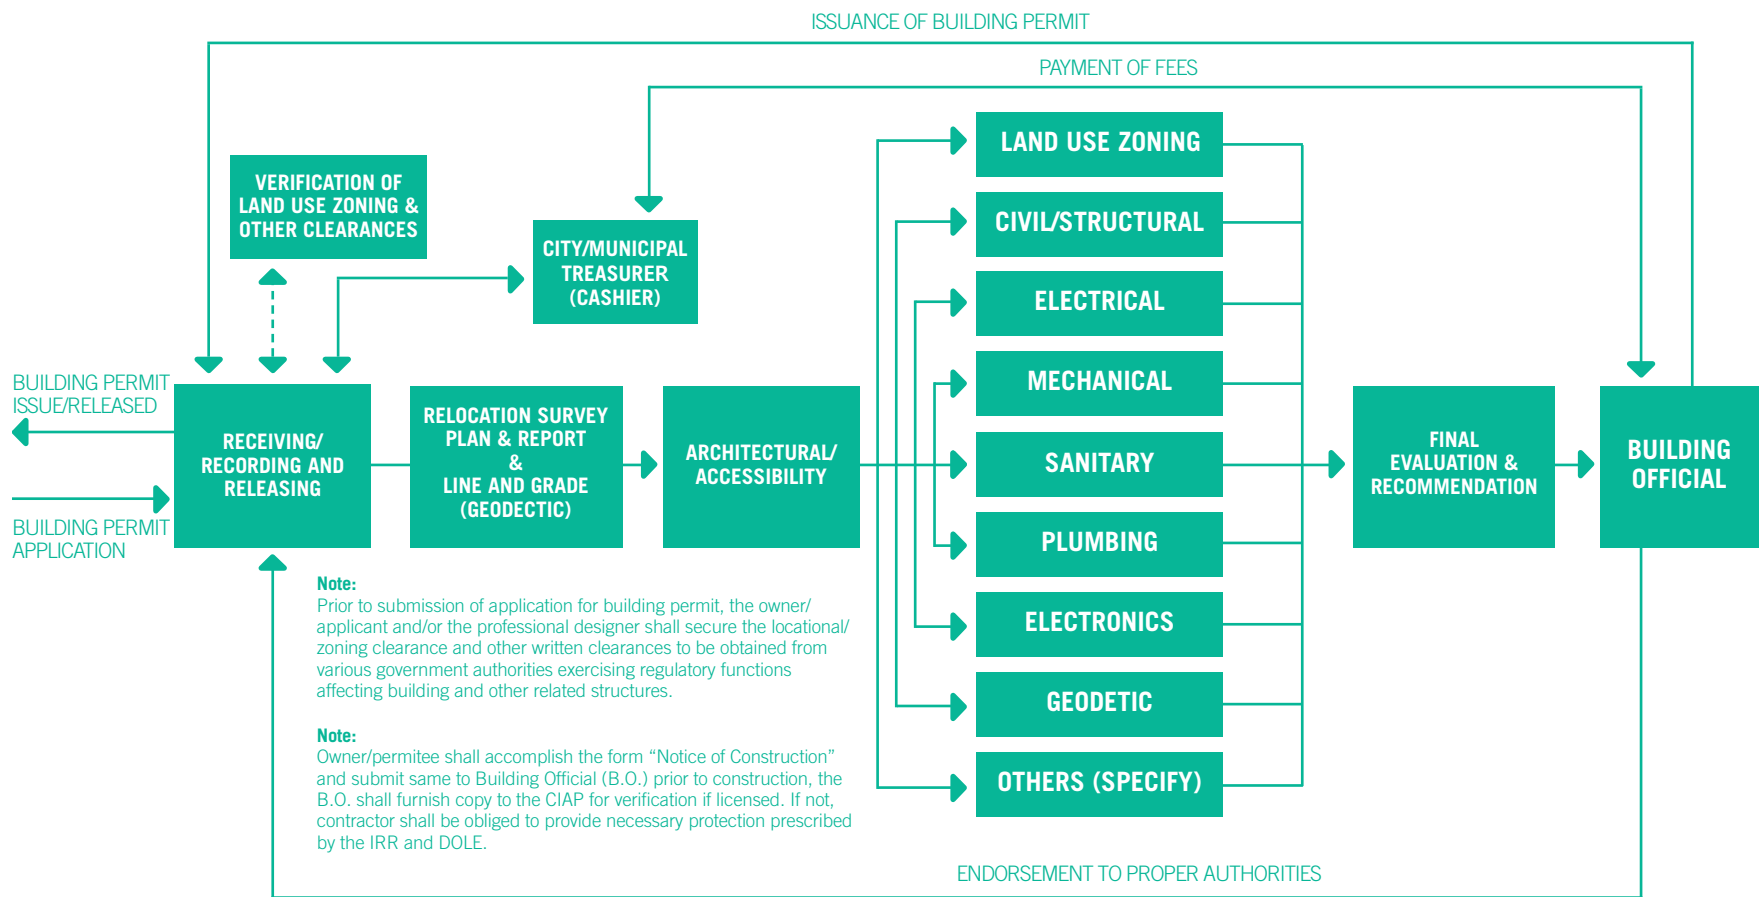 ISSUANCE OF BUILDING PERMIT
PAYMENT OF FEES
VERIFICATION OF
LAND USE ZONING &
OTHER CLEARANCES
CITY/MUNICIPAL
TREASURER
(CASHIER)
BUILDING PERMIT
ISSUE/RELEASED
BUILDING PERMIT
APPLICATION
RECEIVING/
RECORDING AND
RELEASING
RELOCATION SURVEY
PLAN & REPORT
&
LINE AND GRADE
(GEODECTIC)
ARCHITECTURAL/
ACCESSIBILITY
LAND USE ZONING
CIVIL/STRUCTURAL
ELECTRICAL
MECHANICAL
SANITARY
PLUMBING
ELECTRONICS
GEODETIC
OTHERS (SPECIFY)
FINAL
EVALUATION &
RECOMMENDATION
BUILDING
OFFICIAL
Note:
Prior to submission of application for building permit, the owner/
applicant and/or the professional designer shall secure the locational/
zoning clearance and other written clearances to be obtained from
various government authorities exercising regulatory functions
affecting building and other related structures.
Note:
Owner/permitee shall accomplish the form “Notice of Construction”
and submit same to Building Official (B.O.) prior to construction, the
B.O. shall furnish copy to the CIAP for verification if licensed. If not,
contractor shall be obliged to provide necessary protection prescribed
by the IRR and DOLE.
ENDORSEMENT TO PROPER AUTHORITIES